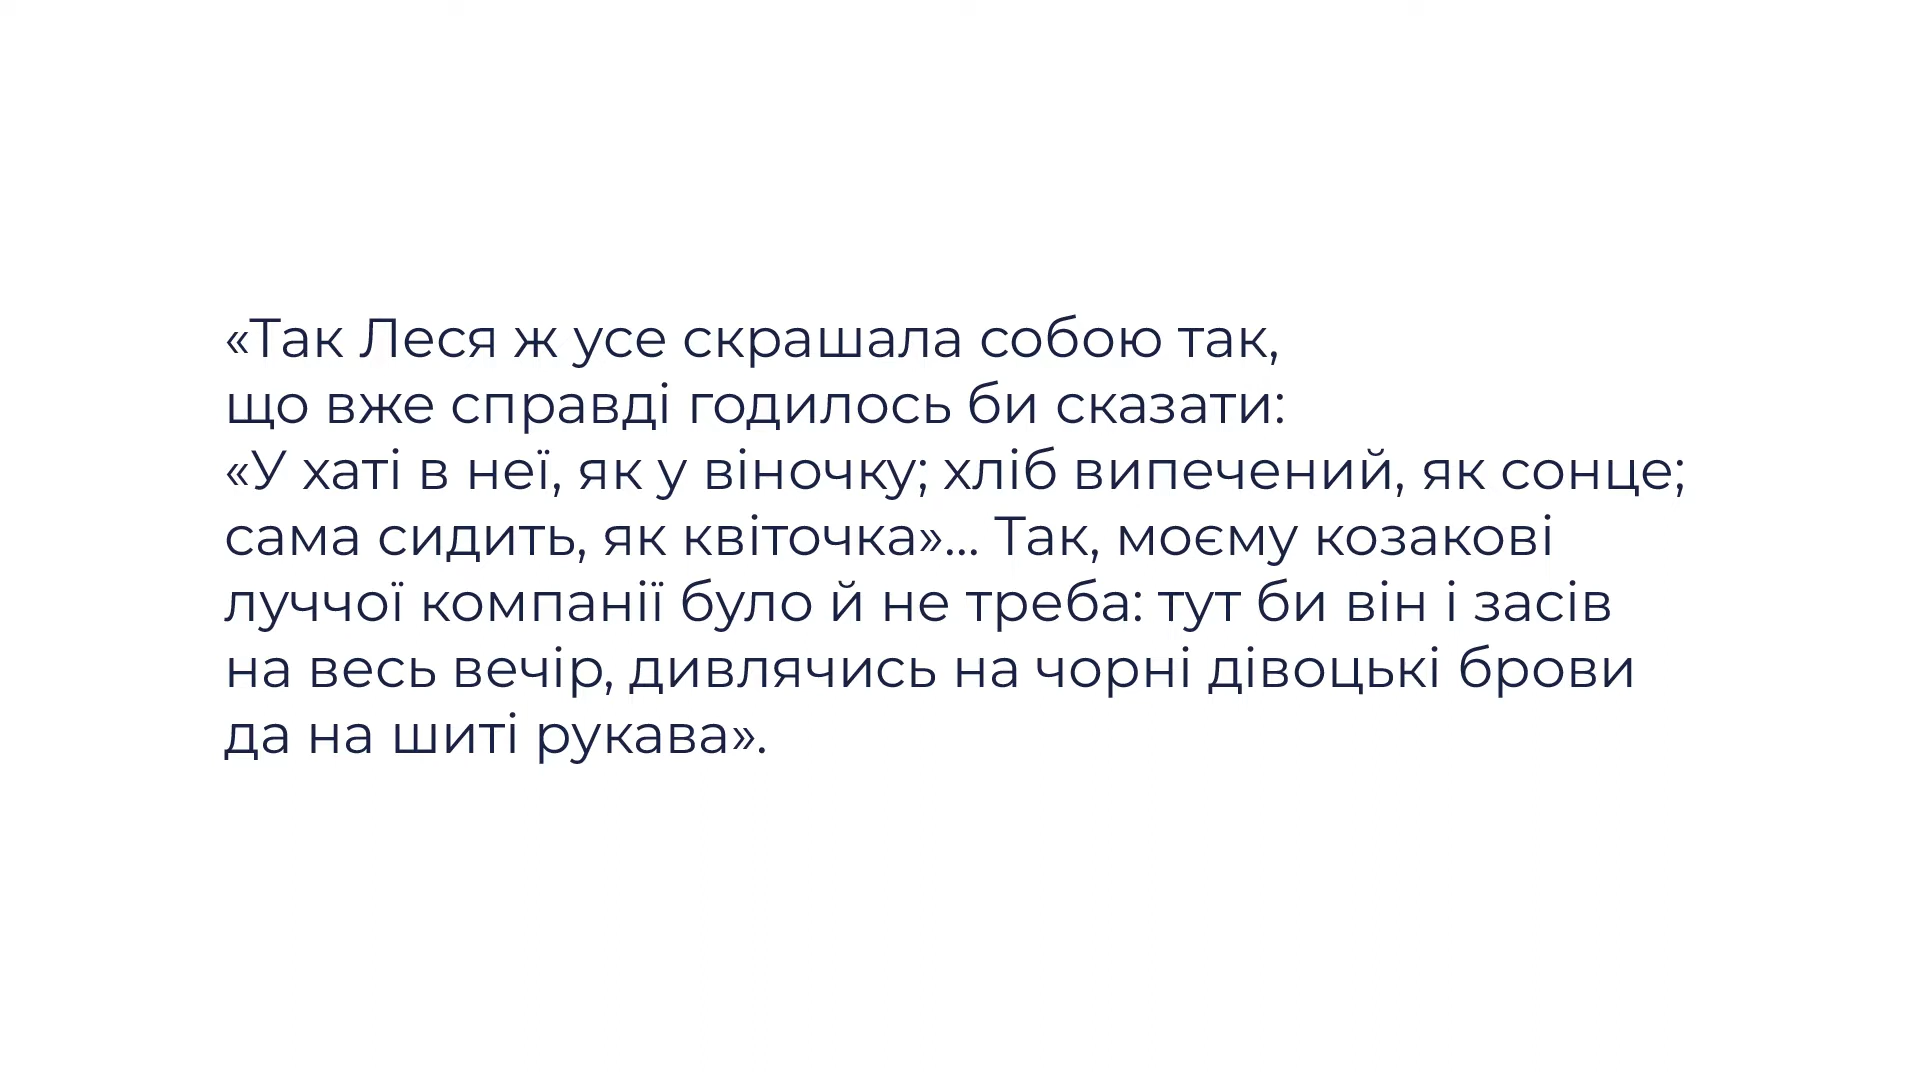 «Так Леся ж усе скрашала собою так,
що вже справді годилось би сказати:
«У хаті в неї, як у віночку; хліб випечений, як сонце;
сама сидить, як квіточка»... Так, моєму козакові
луччої компанії було й не треба: тут би він і засів
на весь вечір, дивлячись на чорні дівоцькі брови
да на шиті рукава».